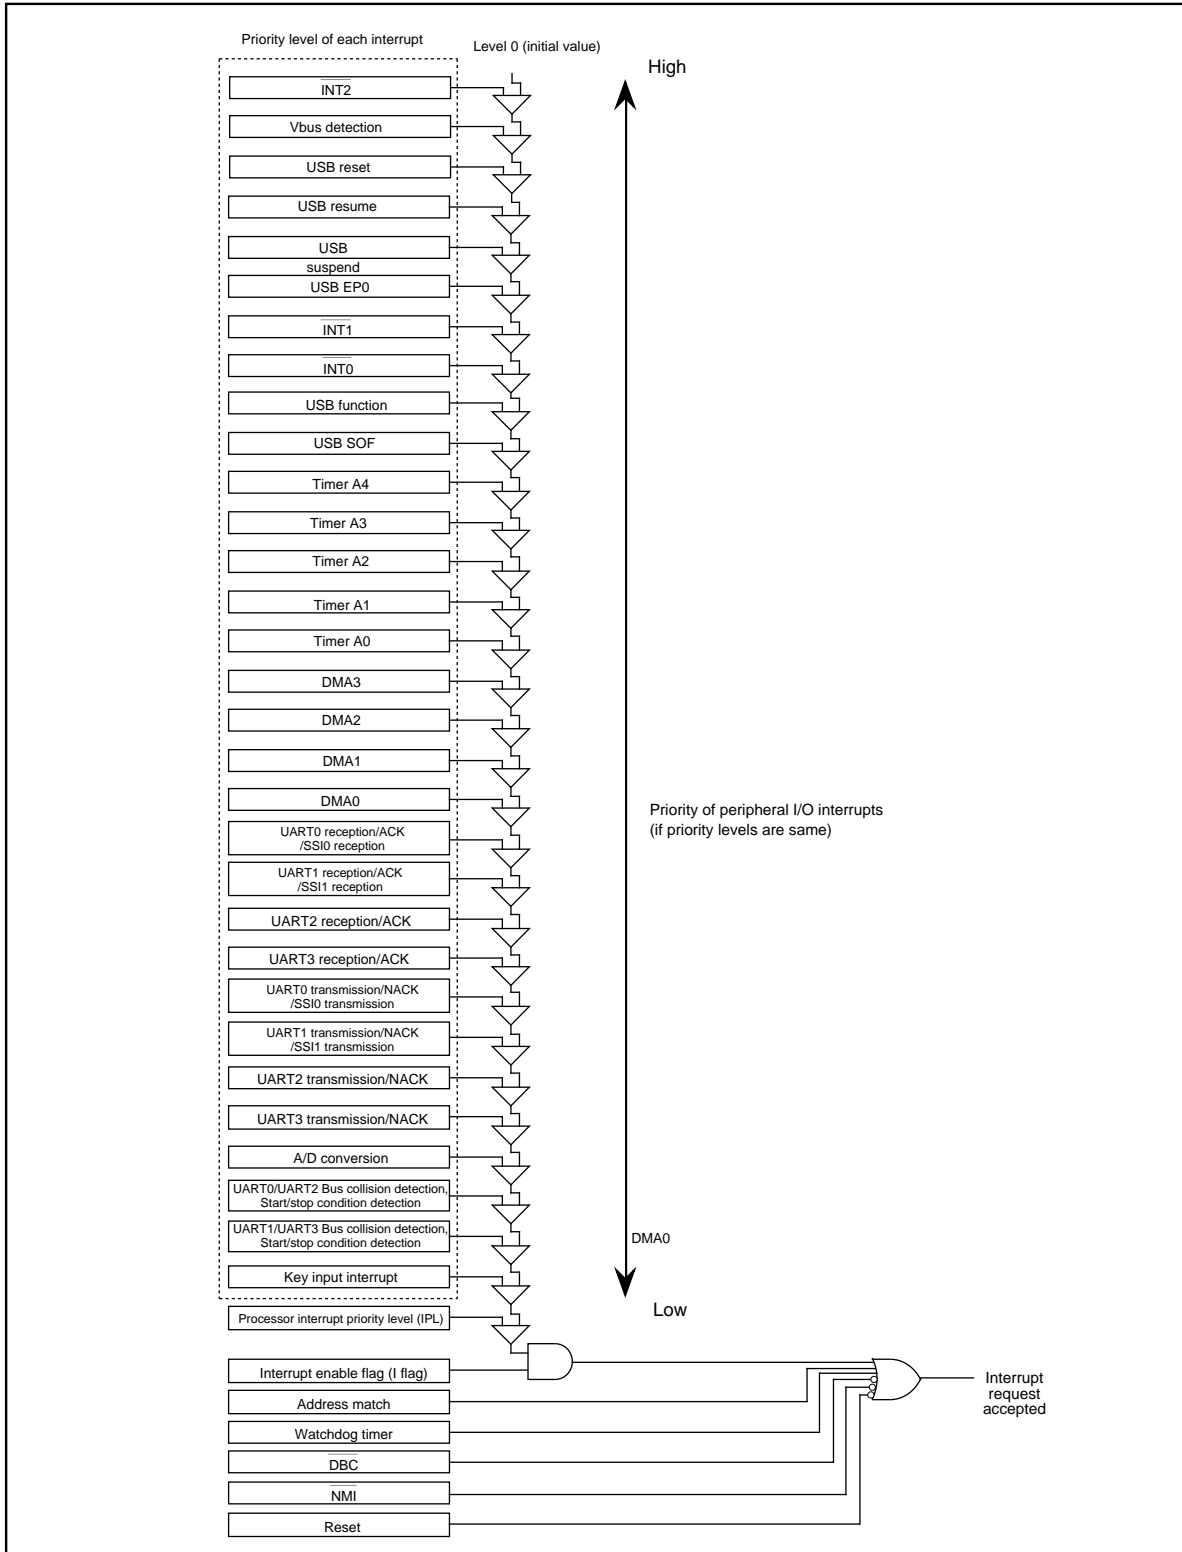 Priority level of each interrupt
Level 0 (initial value)
High
INT2
Vbus detection
USB reset
USB resume
USB
suspend
USB EP0
INT1
INT0
USB function
USB SOF
Timer A4
Timer A3
Timer A2
Timer A1
Timer A0
DMA3
DMA2
DMA1
DMA0
Priority of peripheral I/O interrupts
(if priority levels are same)
UART0 reception/ACK
/SSI0 reception
UART1 reception/ACK
/SSI1 reception
UART2 reception/ACK
UART3 reception/ACK
UART0 transmission/NACK
/SSI0 transmission
UART1 transmission/NACK
/SSI1 transmission
UART2 transmission/NACK
UART3 transmission/NACK
A/D conversion
UART0/UART2 Bus collision detection,
Start/stop condition detection
UART1/UART3 Bus collision detection,
Start/stop condition detection
DMA0
Key input interrupt
Low
Processor interrupt priority level (IPL)
Interrupt enable flag (I flag)
Address match
Watchdog timer
DBC
NMI
Reset
Interrupt
request
accepted